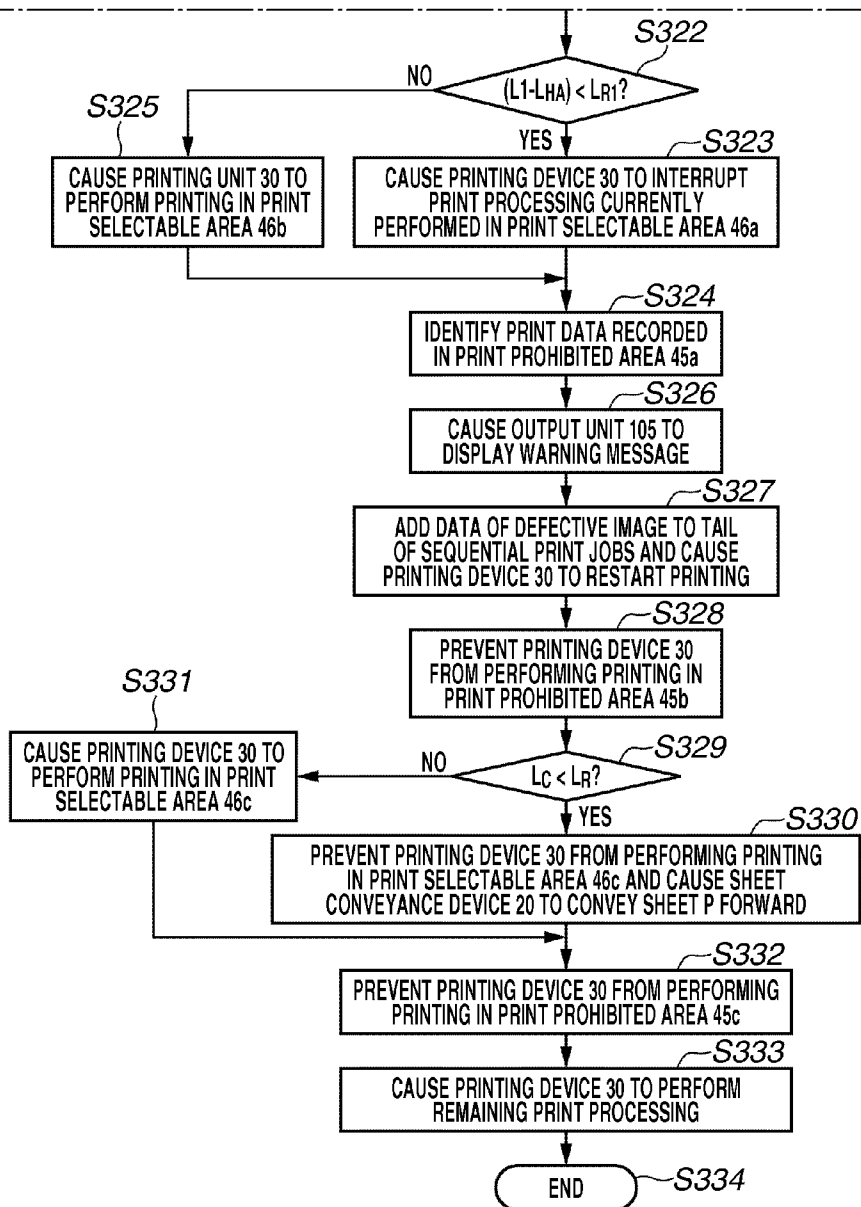 S322
(L1-LHA) < LR1?
NO
YES
S325
CAUSE PRINTING UNIT 30 TO
PERFORM PRINTING IN PRINT
SELECTABLE AREA 46b
S323
CAUSE PRINTING DEVICE 30 TO INTERRUPT
PRINT PROCESSING CURRENTLY
PERFORMED IN PRINT SELECTABLE AREA 46a
S324
IDENTIFY PRINT DATA RECORDED
IN PRINT PROHIBITED AREA 45a
S326
CAUSE OUTPUT UNIT 105 TO
DISPLAY WARNING MESSAGE
S327
ADD DATA OF DEFECTIVE IMAGE TO TAIL
OF SEQUENTIAL PRINT JOBS AND CAUSE
PRINTING DEVICE 30 TO RESTART PRINTING
S328
PREVENT PRINTING DEVICE 30
FROM PERFORMING PRINTING IN
PRINT PROHIBITED AREA 45b
S329
LC < LR?
NO
YES
S331
CAUSE PRINTING DEVICE 30 TO
PERFORM PRINTING IN PRINT
SELECTABLE AREA 46c
S330
PREVENT PRINTING DEVICE 30 FROM PERFORMING PRINTING
IN PRINT SELECTABLE AREA 46c AND CAUSE SHEET
CONVEYANCE DEVICE 20 TO CONVEY SHEET P FORWARD
S332
PREVENT PRINTING DEVICE 30 FROM PERFORMING
PRINTING IN PRINT PROHIBITED AREA 45c
S333
CAUSE PRINTING DEVICE 30 TO PERFORM
REMAINING PRINT PROCESSING
END
S334